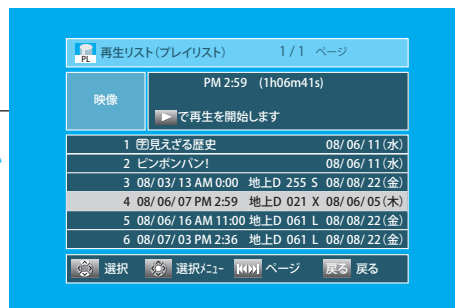 PL 再生リスト（プレイリスト） 1/1 ページ
映像
PM 2:59 (1h06m41s)
▶で再生を開始します
1 🈑見えざる歴史 08/06/11(水)
2 ピンポンパン! 08/06/11(水)
3 08/03/13 AM 0:00 地上D 255 S 08/08/22(金)
4 08/06/07 PM 2:59 地上D 021 X 08/06/05(木)
5 08/06/16 AM 11:00 地上D 061 L 08/08/22(金)
6 08/07/03 PM 2:36 地上D 061 L 08/08/22(金)
選択 選択ﾒﾆｭｰ ⏮⏭ ページ 戻る 戻る